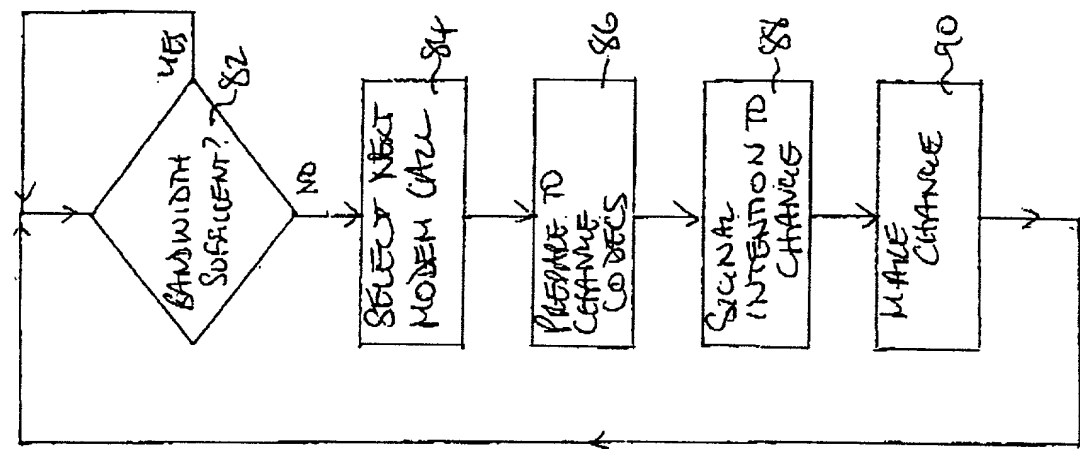 BANDWIDTH
SUFFICIENT?
82
YES
NO
SELECT NEXT
MODEM CALL
84
PREPARE TO
CHANGE
CODECS
86
SIGNAL
INTENTION TO
CHANGE
88
MAKE
CHANGE
90